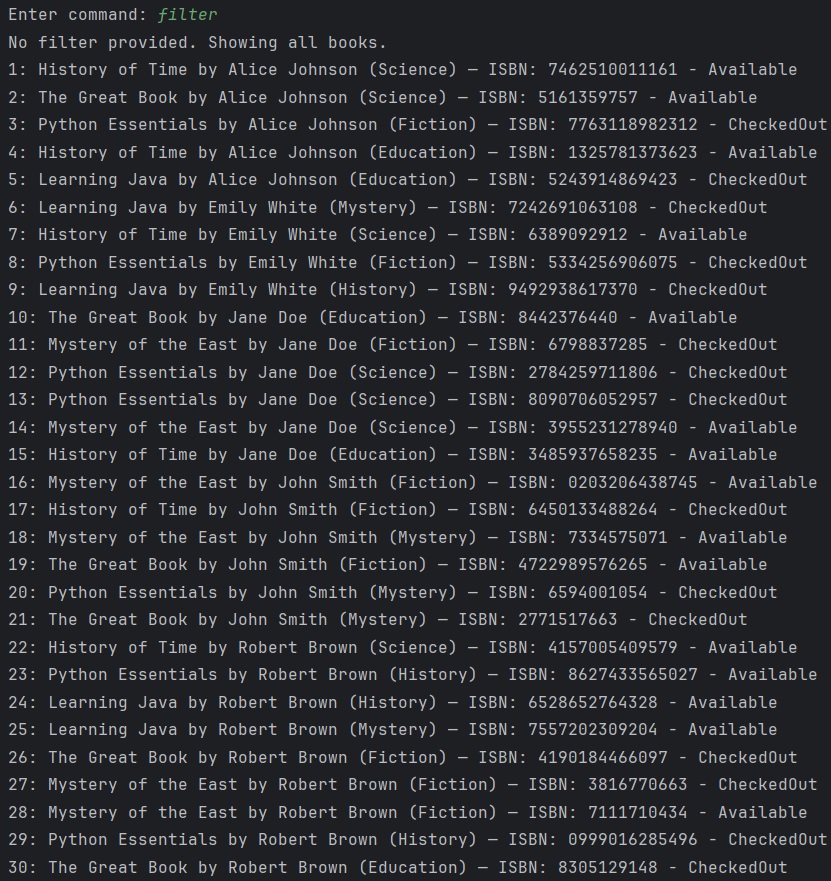 Enter command: filter
No filter provided. Showing all books.
1: History of Time by Alice Johnson (Science) — ISBN: 7462510011161 - Available
2: The Great Book by Alice Johnson (Science) — ISBN: 5161359757 - Available
3: Python Essentials by Alice Johnson (Fiction) — ISBN: 7763118982312 - CheckedOut
4: History of Time by Alice Johnson (Education) — ISBN: 1325781373623 - Available
5: Learning Java by Alice Johnson (Education) — ISBN: 5243914869423 - CheckedOut
6: Learning Java by Emily White (Mystery) — ISBN: 7242691063108 - CheckedOut
7: History of Time by Emily White (Science) — ISBN: 6389092912 - Available
8: Python Essentials by Emily White (Fiction) — ISBN: 5334256906075 - CheckedOut
9: Learning Java by Emily White (History) — ISBN: 9492938617370 - CheckedOut
10: The Great Book by Jane Doe (Education) — ISBN: 8442376440 - Available
11: Mystery of the East by Jane Doe (Fiction) — ISBN: 6798837285 - CheckedOut
12: Python Essentials by Jane Doe (Science) — ISBN: 2784259711806 - CheckedOut
13: Python Essentials by Jane Doe (Science) — ISBN: 8090706052957 - CheckedOut
14: Mystery of the East by Jane Doe (Science) — ISBN: 3955231278940 - Available
15: History of Time by Jane Doe (Education) — ISBN: 3485937658235 - Available
16: Mystery of the East by John Smith (Fiction) — ISBN: 0203206438745 - Available
17: History of Time by John Smith (Fiction) — ISBN: 6450133488264 - CheckedOut
18: Mystery of the East by John Smith (Mystery) — ISBN: 7334575071 - Available
19: The Great Book by John Smith (Fiction) — ISBN: 4722989576265 - Available
20: Python Essentials by John Smith (Mystery) — ISBN: 6594001054 - CheckedOut
21: The Great Book by John Smith (Mystery) — ISBN: 2771517663 - CheckedOut
22: History of Time by Robert Brown (Science) — ISBN: 4157005409579 - Available
23: Python Essentials by Robert Brown (History) — ISBN: 8627433565027 - Available
24: Learning Java by Robert Brown (History) — ISBN: 6528652764328 - Available
25: Learning Java by Robert Brown (Mystery) — ISBN: 7557202309204 - Available
26: The Great Book by Robert Brown (Fiction) — ISBN: 4190184466097 - CheckedOut
27: Mystery of the East by Robert Brown (Fiction) — ISBN: 3816770663 - CheckedOut
28: Mystery of the East by Robert Brown (Fiction) — ISBN: 7111710434 - Available
29: Python Essentials by Robert Brown (History) — ISBN: 0999016285496 - CheckedOut
30: The Great Book by Robert Brown (Education) — ISBN: 8305129148 - CheckedOut